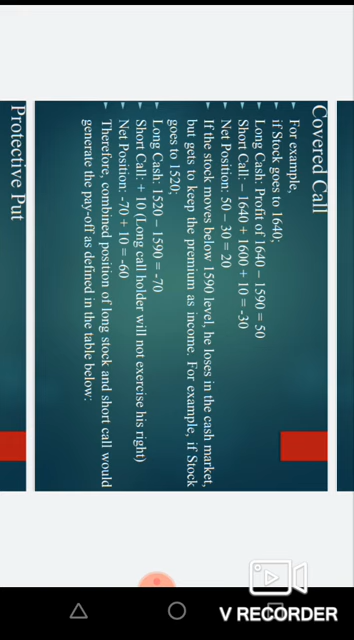 Covered Call
For example,
if Stock goes to 1640;
Long Cash: Profit of 1640 – 1590 = 50
Short Call: – 1640 + 1600 + 10 = -30
Net Position: 50 – 30 = 20
If the stock moves below 1590 level, he loses in the cash market,
but gets to keep the premium as income. For example, if Stock
goes to 1520;
Long Cash: 1520 – 1590 = -70
Short Call: + 10 (Long call holder will not exercise his right)
Net Position: -70 + 10 = -60
Therefore, combined position of long stock and short call would
generate the pay-off as defined in the table below:
Protective Put
V RECORDER